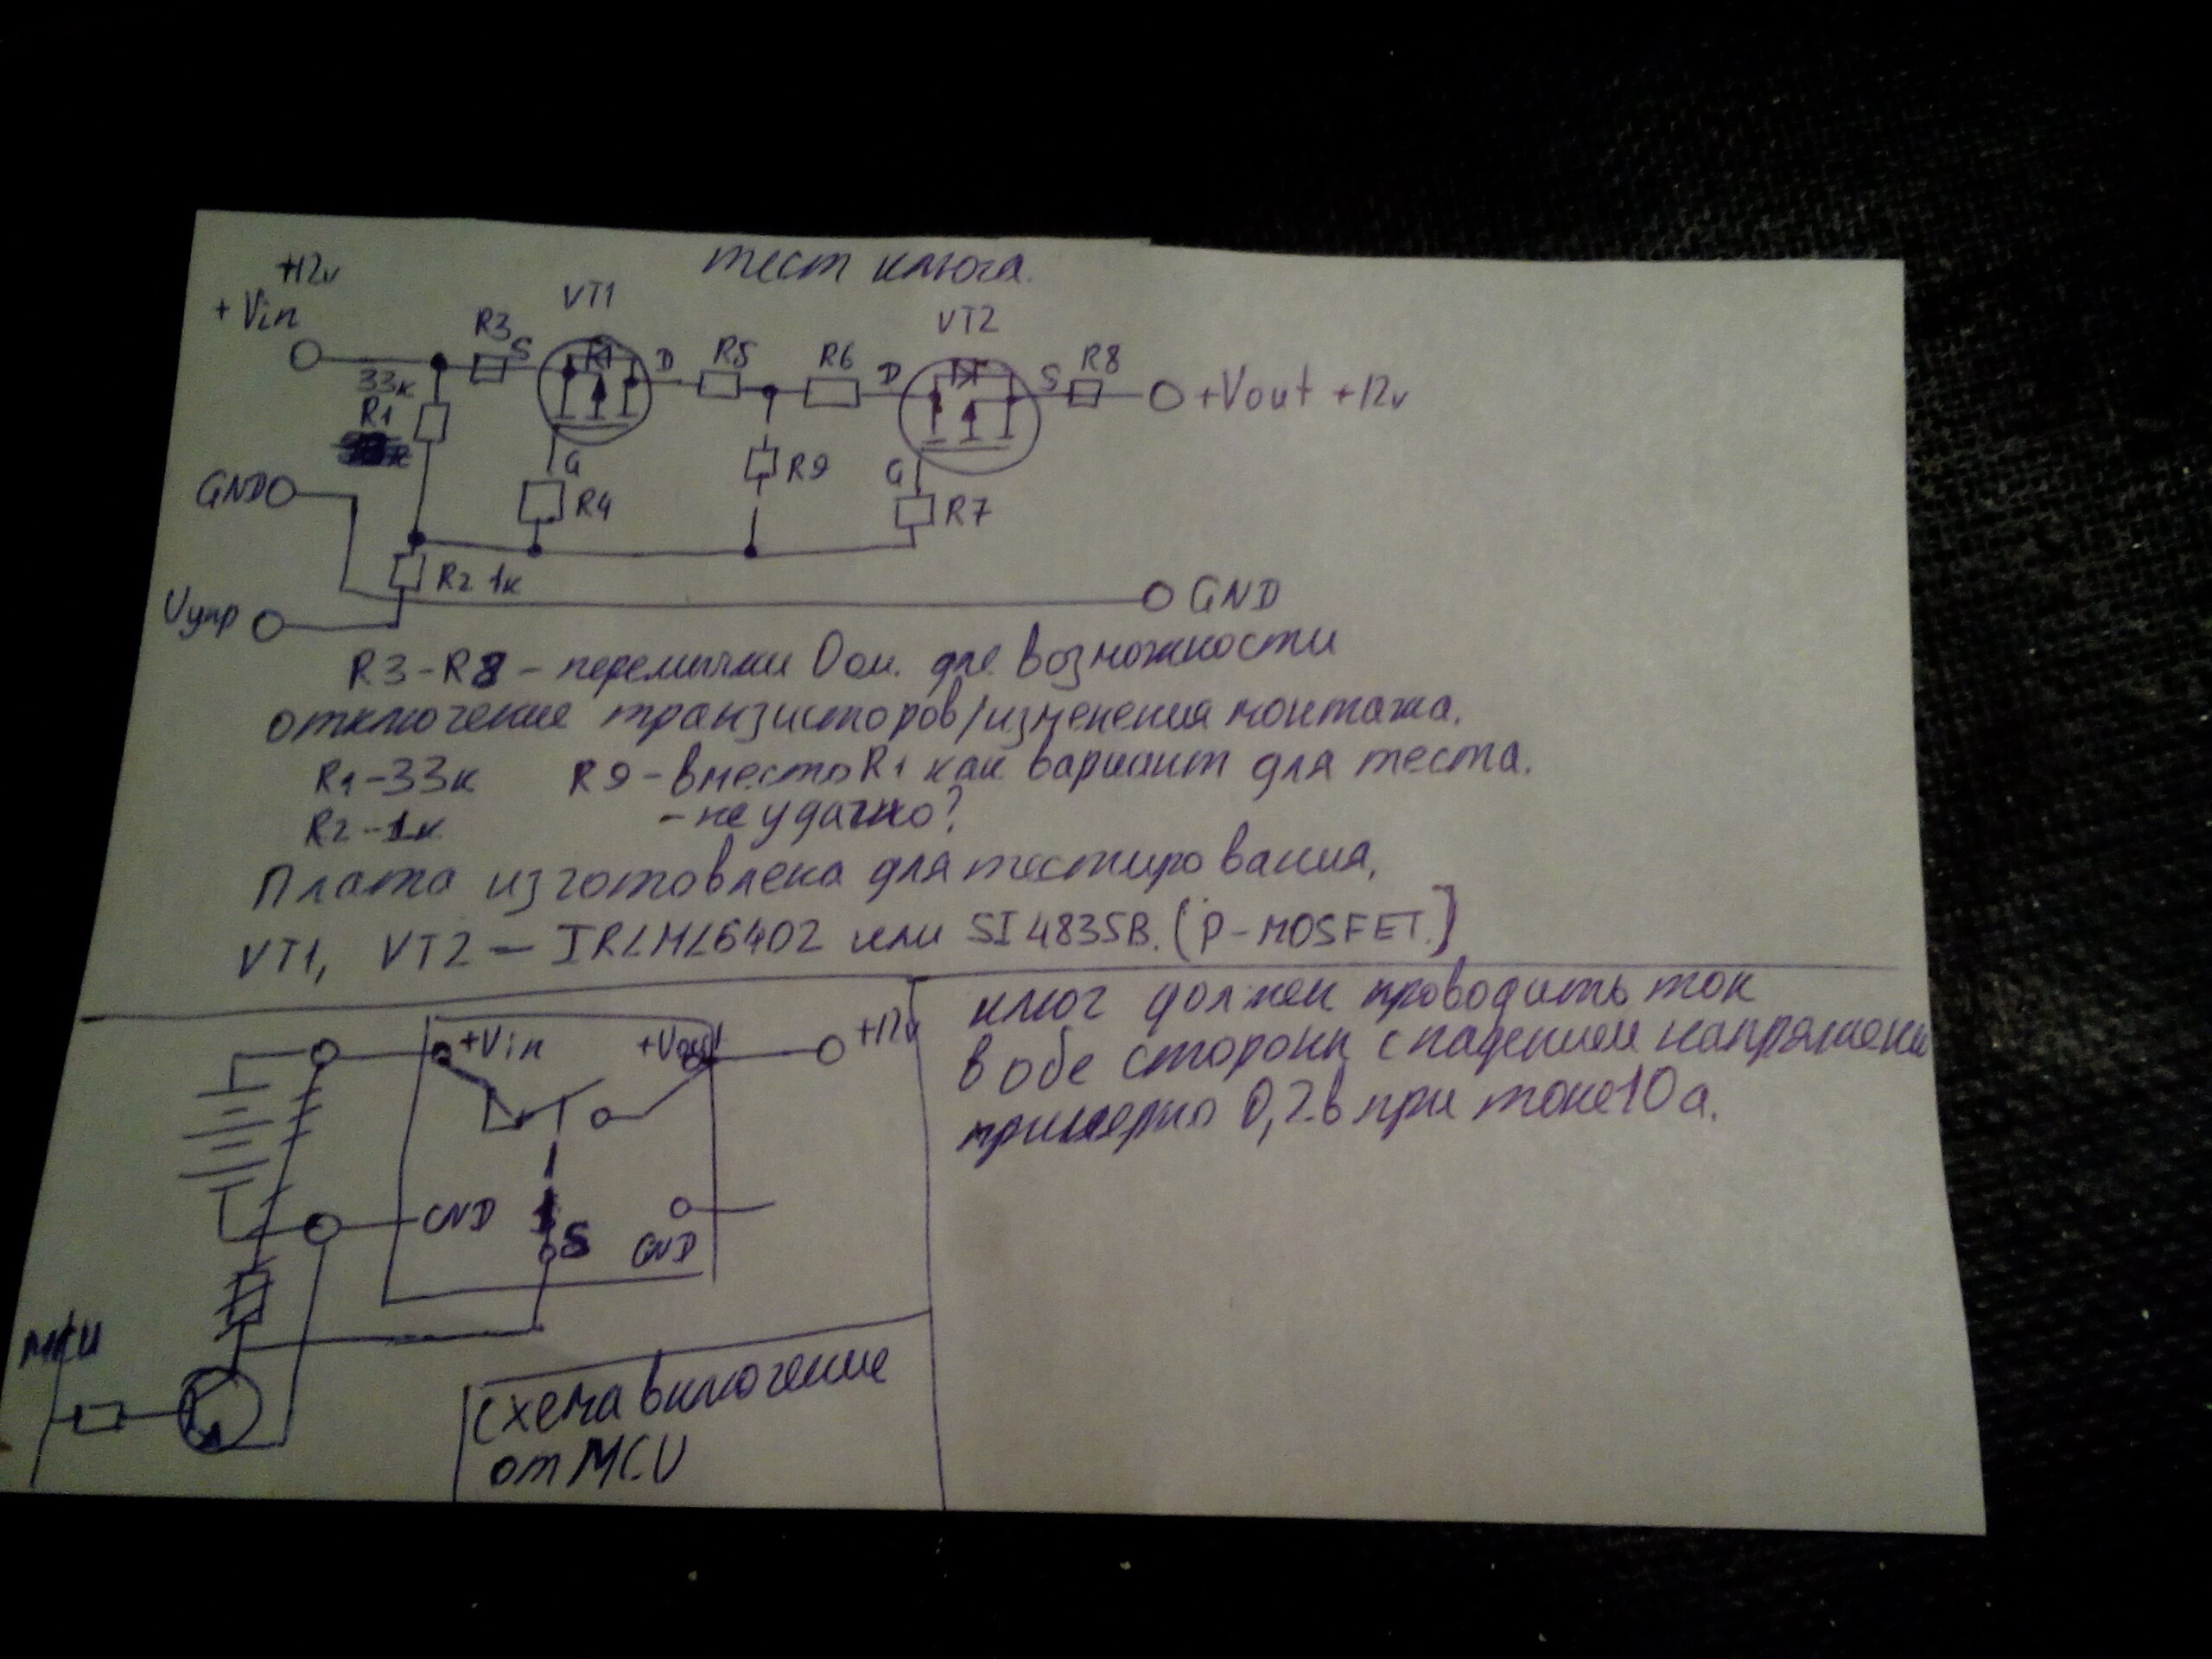 тест ключа.
+12v
+ Vin
33к
R1
R3
S
VT1
D
R5
R6
D
VT2
S
R8
+Vout +12v
G
R4
R9
G
R7
GND
R2 1к
GND
Uупр
R3-R8 - перемычки 0 ом. для возможности
отключение транзисторов/изменения монтажа.
R1-33к R9-вместо R1 как вариант для теста.
R2-1к - не удачно?
Плата изготовлена для тестирования.
VT1, VT2 — IRLML6402 или SI4835B. (P-MOSFET.)
+Vin
+Vout
+12v
GND
S
GND
MCU
схема включение
от MCU
ключ должен проводить ток
в обе стороны с падением напряжени
примерно 0,2в при токе 10а.